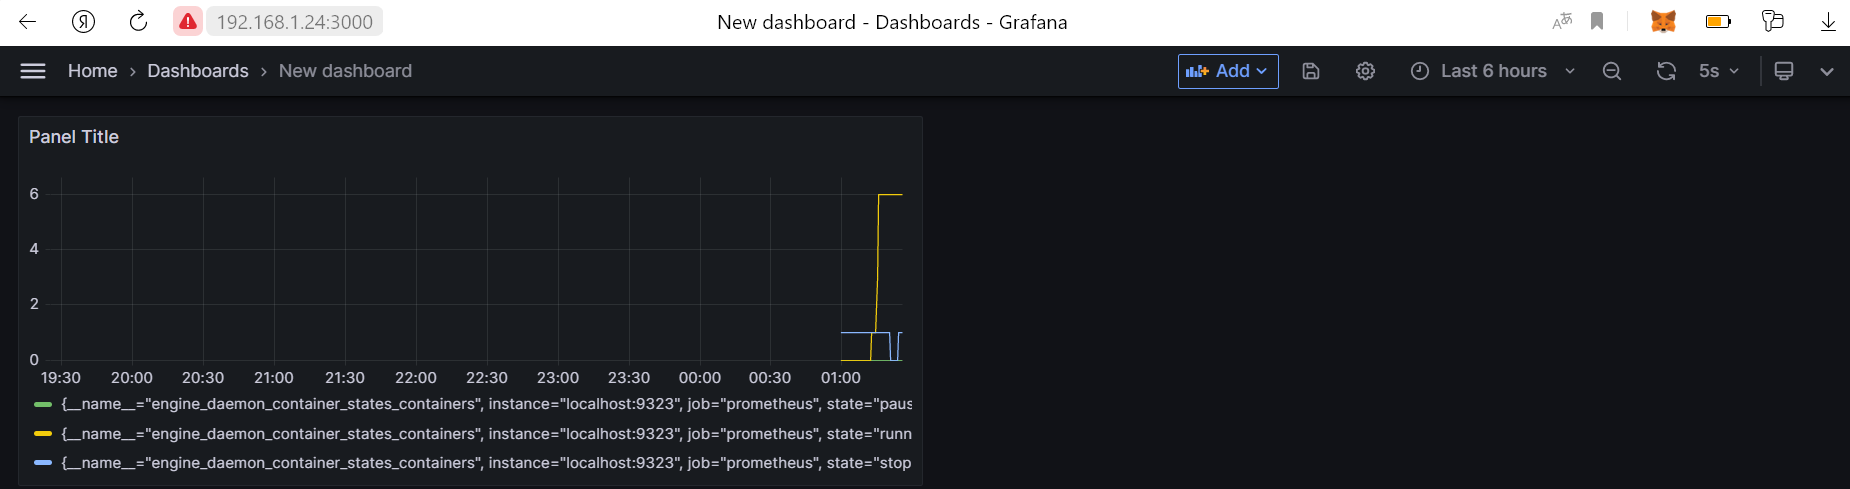 Я 192.168.1.24:3000 New dashboard - Dashboards - Grafana
Home › Dashboards › New dashboard Add Last 6 hours 5s
Panel Title
6
4
2
0
19:30 20:00 20:30 21:00 21:30 22:00 22:30 23:00 23:30 00:00 00:30 01:00
{__name__="engine_daemon_container_states_containers", instance="localhost:9323", job="prometheus", state="paus
{__name__="engine_daemon_container_states_containers", instance="localhost:9323", job="prometheus", state="runn
{__name__="engine_daemon_container_states_containers", instance="localhost:9323", job="prometheus", state="stop